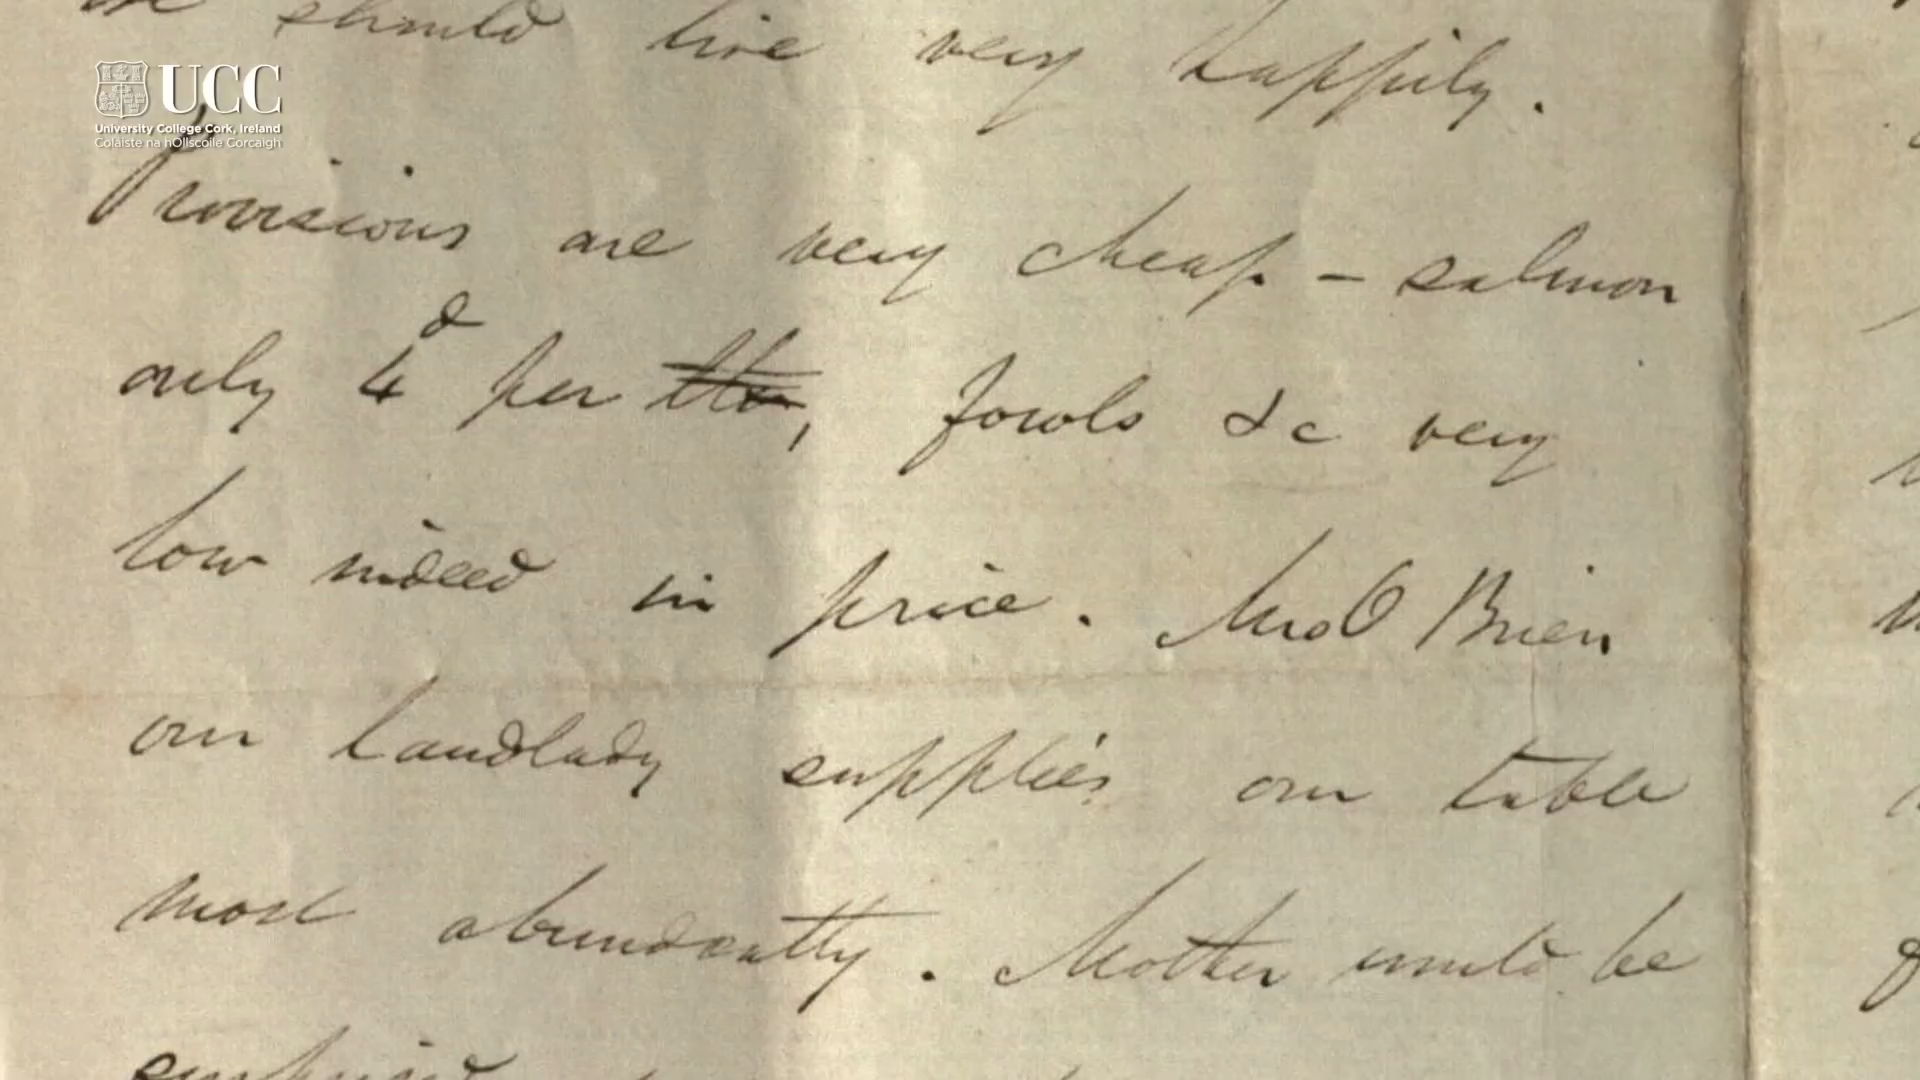 should live very happily.
UCC
University College Cork, Ireland
Coláiste na hOllscoile Corcaigh
Provisions are very cheap – salmon
only 4d per lb, fowls &c very
low indeed in price. Mrs O Brien
our landlady supplies our table
most abundantly. Mother would be
surprised